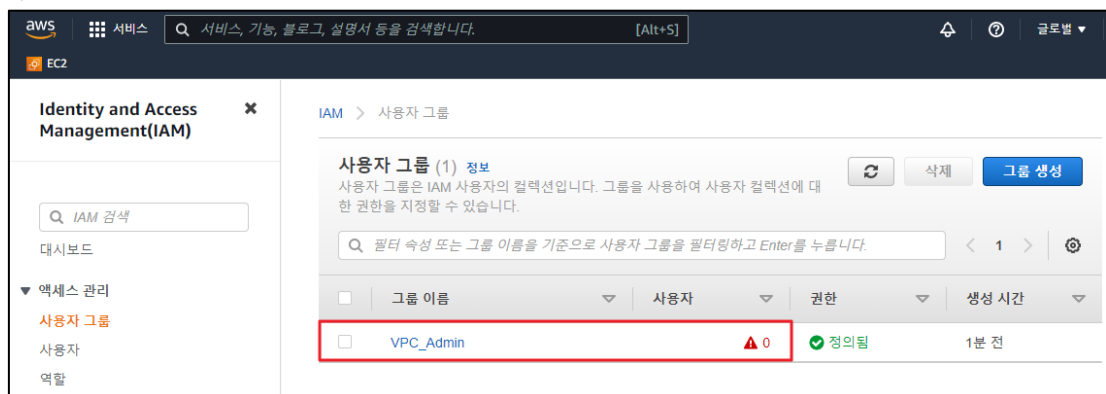 aws 서비스 서비스, 기능, 블로그, 설명서 등을 검색합니다. [Alt+S] 글로벌 ▼
EC2
Identity and Access
Management(IAM)
IAM 검색
대시보드
▼ 액세스 관리
사용자 그룹
사용자
역할
IAM > 사용자 그룹
사용자 그룹 (1) 정보
사용자 그룹은 IAM 사용자의 컬렉션입니다. 그룹을 사용하여 사용자 컬렉션에 대
한 권한을 지정할 수 있습니다.
삭제 그룹 생성
필터 속성 또는 그룹 이름을 기준으로 사용자 그룹을 필터링하고 Enter를 누릅니다.
< 1 >
그룹 이름 사용자 권한 생성 시간
VPC_Admin 0 정의됨 1분 전